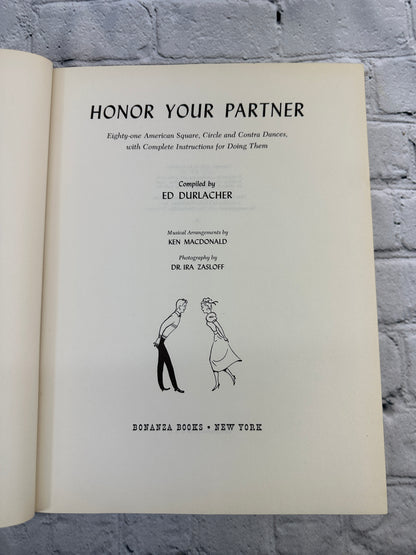 HONOR YOUR PARTNER
Eighty-one American Square, Circle and Contra Dances,
with Complete Instructions for Doing Them
Compiled by
ED DURLACHER
Musical Arrangements by
KEN MACDONALD
Photography by
DR. IRA ZASLOFF
BONANZA BOOKS • NEW YORK